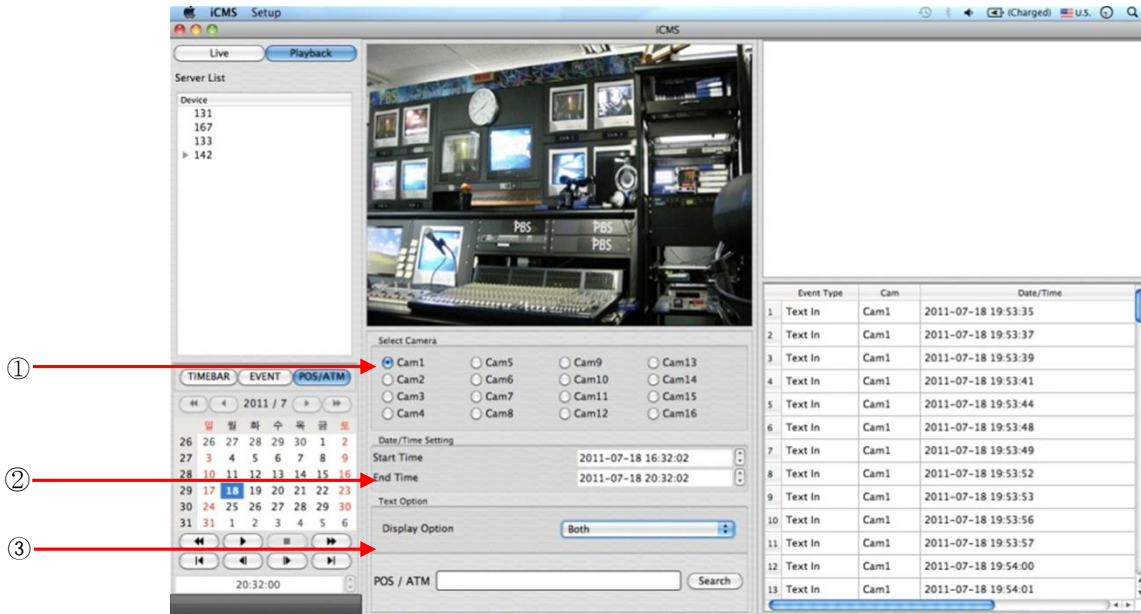 iCMS Setup (Charged) U.S.
iCMS
Live Playback
Server List
Device
131
167
133
142
PBS PBS
PBS
Event Type Cam Date/Time
1 Text In Cam1 2011-07-18 19:53:35
2 Text In Cam1 2011-07-18 19:53:37
3 Text In Cam1 2011-07-18 19:53:39
4 Text In Cam1 2011-07-18 19:53:41
5 Text In Cam1 2011-07-18 19:53:44
6 Text In Cam1 2011-07-18 19:53:48
7 Text In Cam1 2011-07-18 19:53:49
8 Text In Cam1 2011-07-18 19:53:52
9 Text In Cam1 2011-07-18 19:53:53
10 Text In Cam1 2011-07-18 19:53:56
11 Text In Cam1 2011-07-18 19:53:57
12 Text In Cam1 2011-07-18 19:54:00
13 Text In Cam1 2011-07-18 19:54:01
①
②
③
Select Camera
Cam1 Cam5 Cam9 Cam13
Cam2 Cam6 Cam10 Cam14
Cam3 Cam7 Cam11 Cam15
Cam4 Cam8 Cam12 Cam16
Date/Time Setting
Start Time 2011-07-18 16:32:02
End Time 2011-07-18 20:32:02
Text Option
Display Option Both
POS / ATM Search
TIMEBAR EVENT POS/ATM
2011 / 7
일 월 화 수 목 금 토
26 26 27 28 29 30 1 2
27 3 4 5 6 7 8 9
28 10 11 12 13 14 15 16
29 17 18 19 20 21 22 23
30 24 25 26 27 28 29 30
31 31 1 2 3 4 5 6
20:32:00